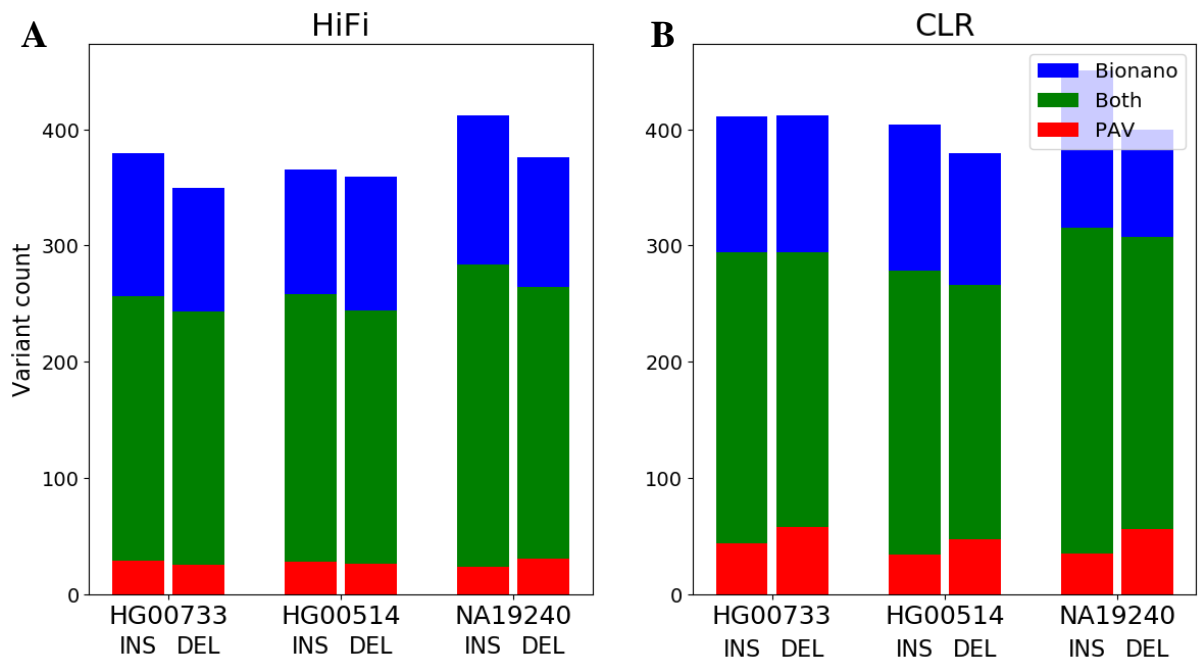 A
HiFi
Variant count
400
300
200
100
0
HG00733 HG00514 NA19240
INS DEL INS DEL INS DEL
B
CLR
Bionano
Both
PAV
400
300
200
100
0
HG00733 HG00514 NA19240
INS DEL INS DEL INS DEL